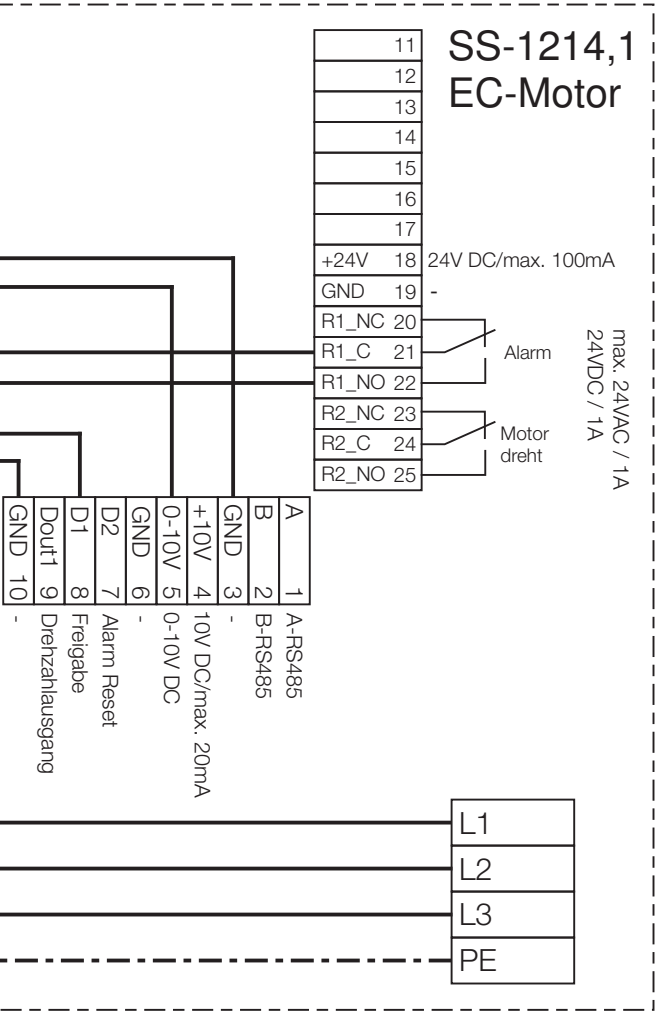 SS-1214,1
EC-Motor
11
12
13
14
15
16
17
+24V 18 24V DC/max. 100mA
GND 19 -
R1_NC 20
R1_C 21
R1_NO 22
Alarm
R2_NC 23
R2_C 24
R2_NO 25
Motor
dreht
max. 24VAC / 1A
24VDC / 1A
A 1 A-RS485
B 2 B-RS485
GND 3 -
+10V 4 10V DC/max. 20mA
0-10V 5 0-10V DC
GND 6 -
D2 7 Alarm Reset
D1 8 Freigabe
Dout1 9 Drehzahlausgang
GND 10 -
L1
L2
L3
PE